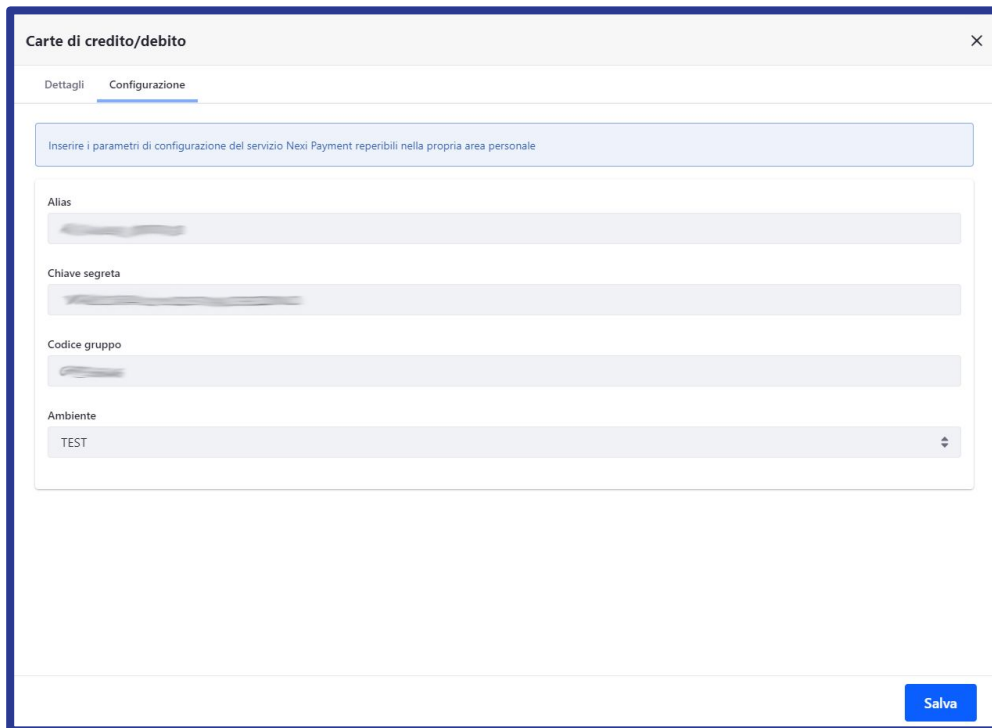 Carte di credito/debito
Dettagli Configurazione
Inserire i parametri di configurazione del servizio Nexi Payment reperibili nella propria area personale
Alias
Chiave segreta
Codice gruppo
Ambiente
TEST
Salva